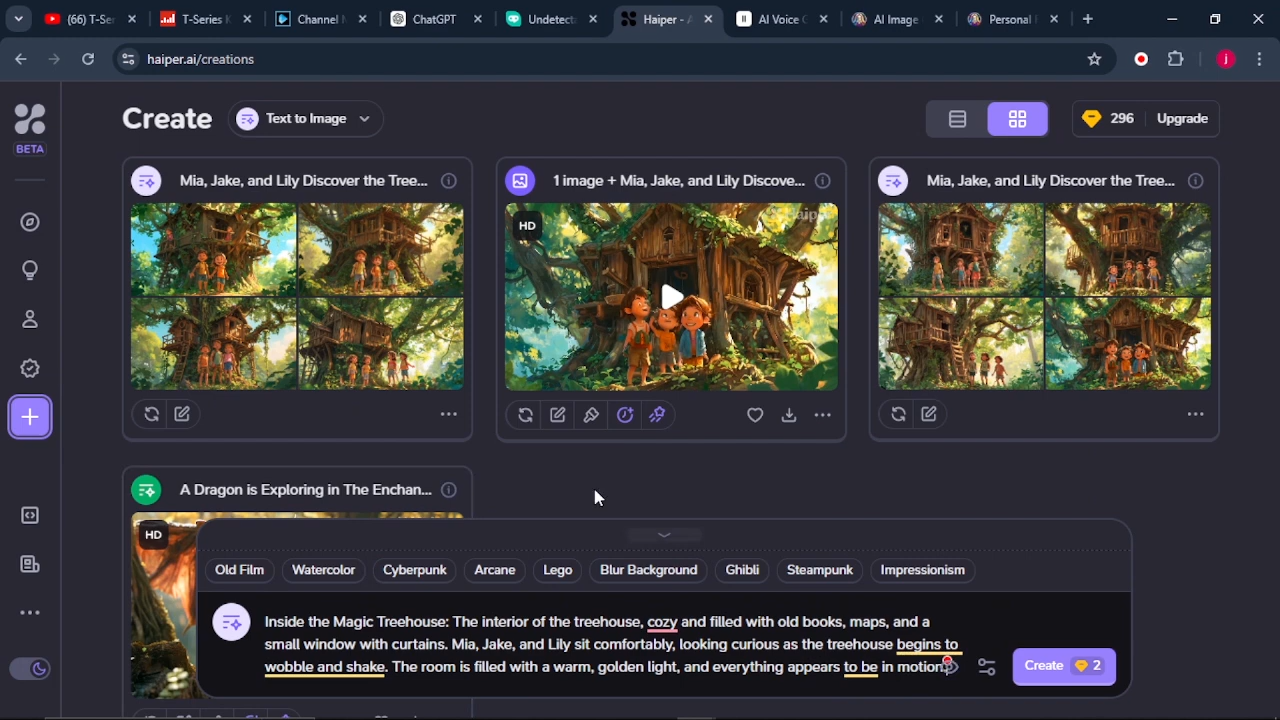 (66) T-Ser
T-Series
Channel
ChatGPT
Undetect
Haiper -
AI Voice
AI Image
Personal
haiper.ai/creations
j
BETA
Create
Text to Image
296
Upgrade
Mia, Jake, and Lily Discover the Tree...
1 image + Mia, Jake, and Lily Discove...
Mia, Jake, and Lily Discover the Tree...
HD
Haiper
A Dragon is Exploring in The Enchan...
HD
Old Film
Watercolor
Cyberpunk
Arcane
Lego
Blur Background
Ghibli
Steampunk
Impressionism
Inside the Magic Treehouse: The interior of the treehouse, cozy and filled with old books, maps, and a
small window with curtains. Mia, Jake, and Lily sit comfortably, looking curious as the treehouse begins to
wobble and shake. The room is filled with a warm, golden light, and everything appears to be in motion.
Create
2